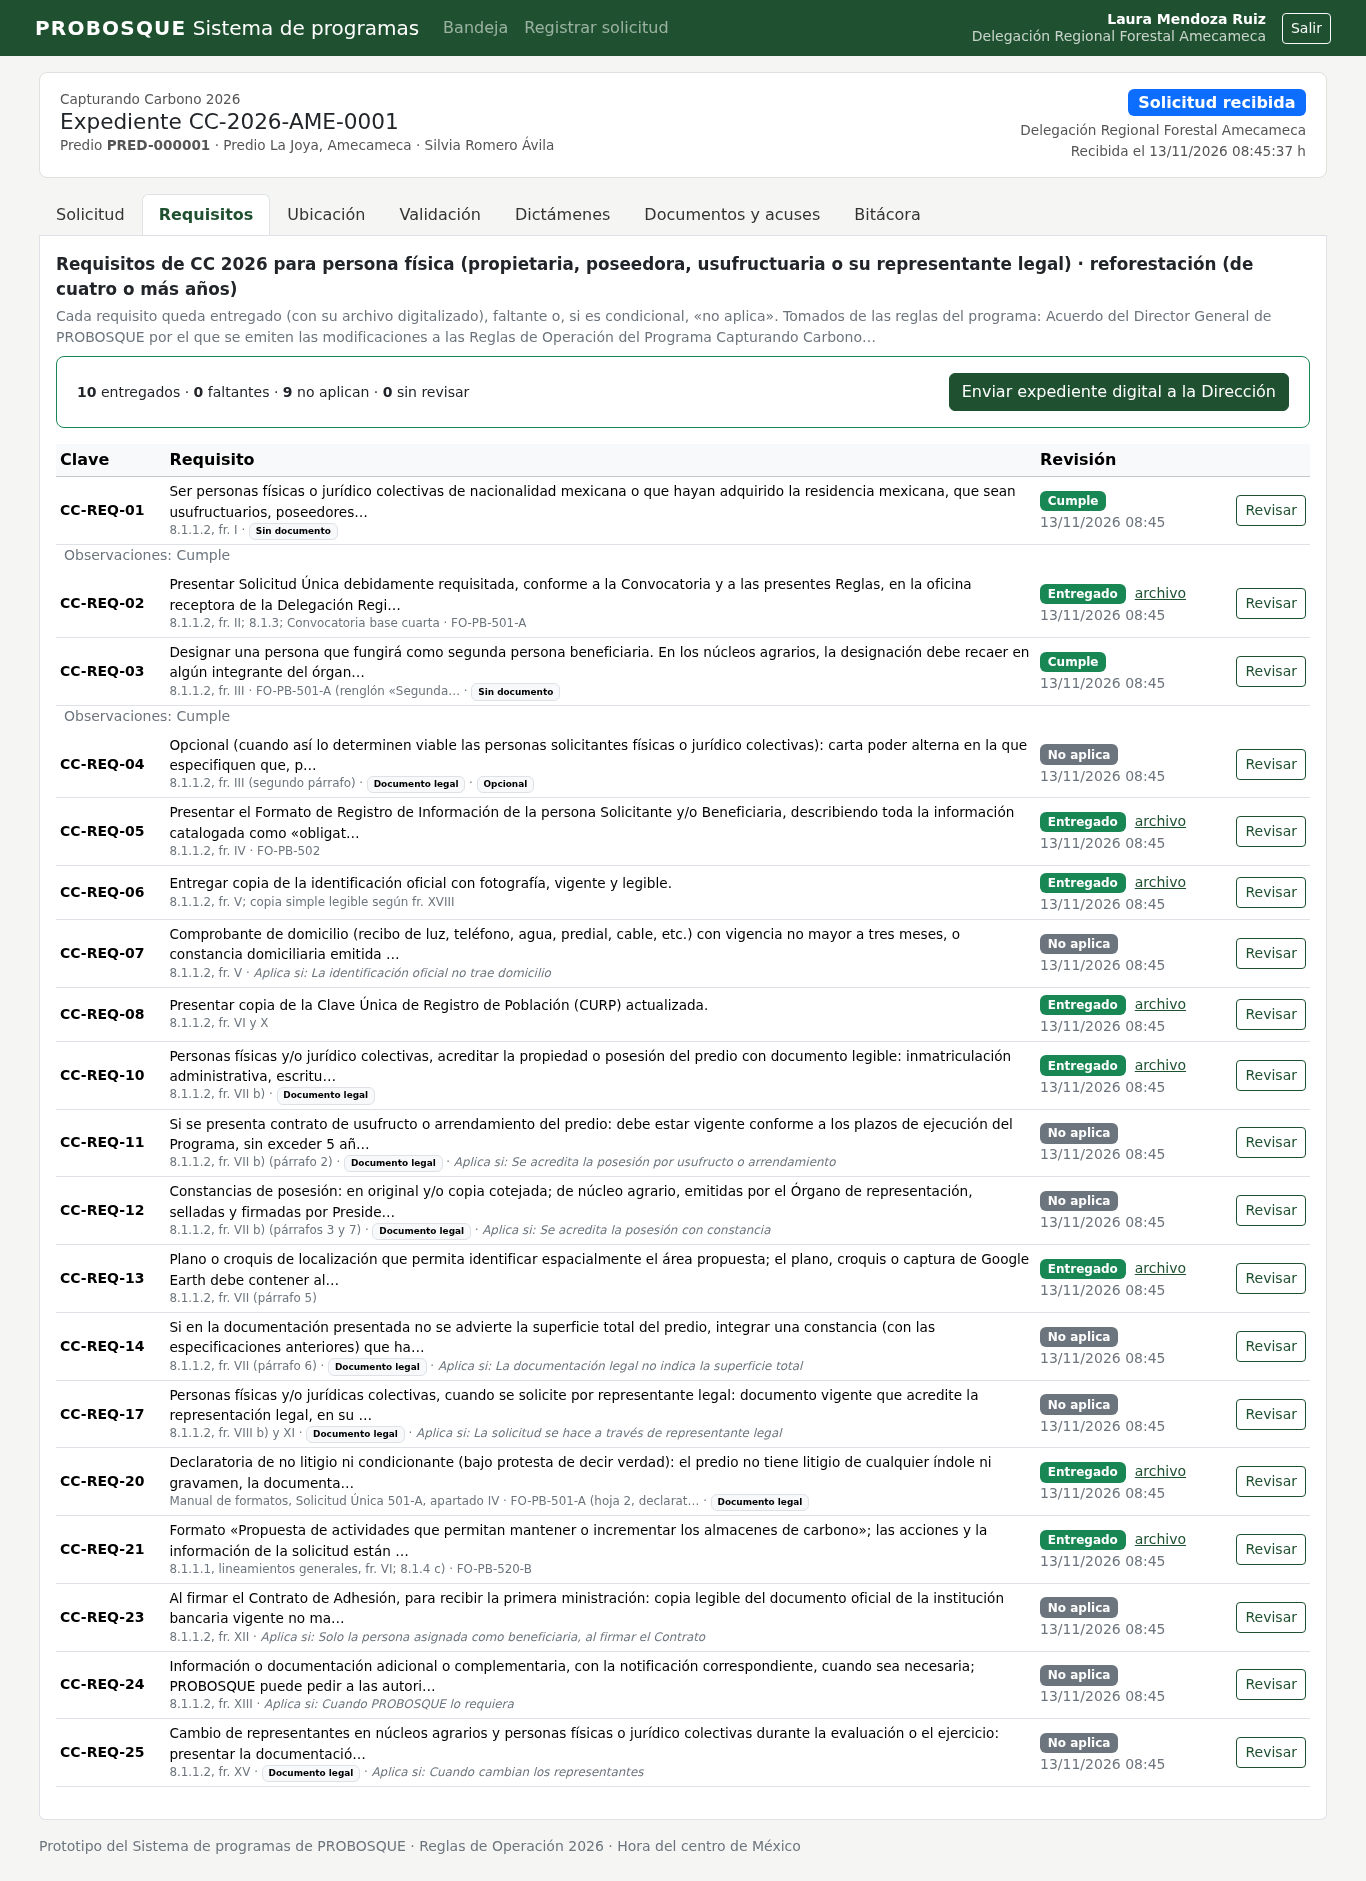 PROBOSQUE Sistema de programas Bandeja Registrar solicitud
Laura Mendoza Ruiz
Delegación Regional Forestal Amecameca
Salir
Capturando Carbono 2026
Expediente CC-2026-AME-0001
Predio PRED-000001 · Predio La Joya, Amecameca · Silvia Romero Ávila
Solicitud recibida
Delegación Regional Forestal Amecameca
Recibida el 13/11/2026 08:45:37 h
Solicitud Requisitos Ubicación Validación Dictámenes Documentos y acuses Bitácora
Requisitos de CC 2026 para persona física (propietaria, poseedora, usufructuaria o su representante legal) · reforestación (de
cuatro o más años)
Cada requisito queda entregado (con su archivo digitalizado), faltante o, si es condicional, «no aplica». Tomados de las reglas del programa: Acuerdo del Director General de
PROBOSQUE por el que se emiten las modificaciones a las Reglas de Operación del Programa Capturando Carbono…
10 entregados · 0 faltantes · 9 no aplican · 0 sin revisar
Enviar expediente digital a la Dirección
Clave Requisito Revisión
CC-REQ-01
Ser personas físicas o jurídico colectivas de nacionalidad mexicana o que hayan adquirido la residencia mexicana, que sean
usufructuarios, poseedores…
8.1.1.2, fr. I · Sin documento
Cumple
13/11/2026 08:45
Revisar
Observaciones: Cumple
CC-REQ-02
Presentar Solicitud Única debidamente requisitada, conforme a la Convocatoria y a las presentes Reglas, en la oficina
receptora de la Delegación Regi…
8.1.1.2, fr. II; 8.1.3; Convocatoria base cuarta · FO-PB-501-A
Entregado archivo
13/11/2026 08:45
Revisar
CC-REQ-03
Designar una persona que fungirá como segunda persona beneficiaria. En los núcleos agrarios, la designación debe recaer en
algún integrante del órgan…
8.1.1.2, fr. III · FO-PB-501-A (renglón «Segunda… · Sin documento
Cumple
13/11/2026 08:45
Revisar
Observaciones: Cumple
CC-REQ-04
Opcional (cuando así lo determinen viable las personas solicitantes físicas o jurídico colectivas): carta poder alterna en la que
especifiquen que, p…
8.1.1.2, fr. III (segundo párrafo) · Documento legal · Opcional
No aplica
13/11/2026 08:45
Revisar
CC-REQ-05
Presentar el Formato de Registro de Información de la persona Solicitante y/o Beneficiaria, describiendo toda la información
catalogada como «obligat…
8.1.1.2, fr. IV · FO-PB-502
Entregado archivo
13/11/2026 08:45
Revisar
CC-REQ-06
Entregar copia de la identificación oficial con fotografía, vigente y legible.
8.1.1.2, fr. V; copia simple legible según fr. XVIII
Entregado archivo
13/11/2026 08:45
Revisar
CC-REQ-07
Comprobante de domicilio (recibo de luz, teléfono, agua, predial, cable, etc.) con vigencia no mayor a tres meses, o
constancia domiciliaria emitida …
8.1.1.2, fr. V · Aplica si: La identificación oficial no trae domicilio
No aplica
13/11/2026 08:45
Revisar
CC-REQ-08
Presentar copia de la Clave Única de Registro de Población (CURP) actualizada.
8.1.1.2, fr. VI y X
Entregado archivo
13/11/2026 08:45
Revisar
CC-REQ-10
Personas físicas y/o jurídico colectivas, acreditar la propiedad o posesión del predio con documento legible: inmatriculación
administrativa, escritu…
8.1.1.2, fr. VII b) · Documento legal
Entregado archivo
13/11/2026 08:45
Revisar
CC-REQ-11
Si se presenta contrato de usufructo o arrendamiento del predio: debe estar vigente conforme a los plazos de ejecución del
Programa, sin exceder 5 añ…
8.1.1.2, fr. VII b) (párrafo 2) · Documento legal · Aplica si: Se acredita la posesión por usufructo o arrendamiento
No aplica
13/11/2026 08:45
Revisar
CC-REQ-12
Constancias de posesión: en original y/o copia cotejada; de núcleo agrario, emitidas por el Órgano de representación,
selladas y firmadas por Preside…
8.1.1.2, fr. VII b) (párrafos 3 y 7) · Documento legal · Aplica si: Se acredita la posesión con constancia
No aplica
13/11/2026 08:45
Revisar
CC-REQ-13
Plano o croquis de localización que permita identificar espacialmente el área propuesta; el plano, croquis o captura de Google
Earth debe contener al…
8.1.1.2, fr. VII (párrafo 5)
Entregado archivo
13/11/2026 08:45
Revisar
CC-REQ-14
Si en la documentación presentada no se advierte la superficie total del predio, integrar una constancia (con las
especificaciones anteriores) que ha…
8.1.1.2, fr. VII (párrafo 6) · Documento legal · Aplica si: La documentación legal no indica la superficie total
No aplica
13/11/2026 08:45
Revisar
CC-REQ-17
Personas físicas y/o jurídicas colectivas, cuando se solicite por representante legal: documento vigente que acredite la
representación legal, en su …
8.1.1.2, fr. VIII b) y XI · Documento legal · Aplica si: La solicitud se hace a través de representante legal
No aplica
13/11/2026 08:45
Revisar
CC-REQ-20
Declaratoria de no litigio ni condicionante (bajo protesta de decir verdad): el predio no tiene litigio de cualquier índole ni
gravamen, la documenta…
Manual de formatos, Solicitud Única 501-A, apartado IV · FO-PB-501-A (hoja 2, declarat… · Documento legal
Entregado archivo
13/11/2026 08:45
Revisar
CC-REQ-21
Formato «Propuesta de actividades que permitan mantener o incrementar los almacenes de carbono»; las acciones y la
información de la solicitud están …
8.1.1.1, lineamientos generales, fr. VI; 8.1.4 c) · FO-PB-520-B
Entregado archivo
13/11/2026 08:45
Revisar
CC-REQ-23
Al firmar el Contrato de Adhesión, para recibir la primera ministración: copia legible del documento oficial de la institución
bancaria vigente no ma…
8.1.1.2, fr. XII · Aplica si: Solo la persona asignada como beneficiaria, al firmar el Contrato
No aplica
13/11/2026 08:45
Revisar
CC-REQ-24
Información o documentación adicional o complementaria, con la notificación correspondiente, cuando sea necesaria;
PROBOSQUE puede pedir a las autori…
8.1.1.2, fr. XIII · Aplica si: Cuando PROBOSQUE lo requiera
No aplica
13/11/2026 08:45
Revisar
CC-REQ-25
Cambio de representantes en núcleos agrarios y personas físicas o jurídico colectivas durante la evaluación o el ejercicio:
presentar la documentació…
8.1.1.2, fr. XV · Documento legal · Aplica si: Cuando cambian los representantes
No aplica
13/11/2026 08:45
Revisar
Prototipo del Sistema de programas de PROBOSQUE · Reglas de Operación 2026 · Hora del centro de México